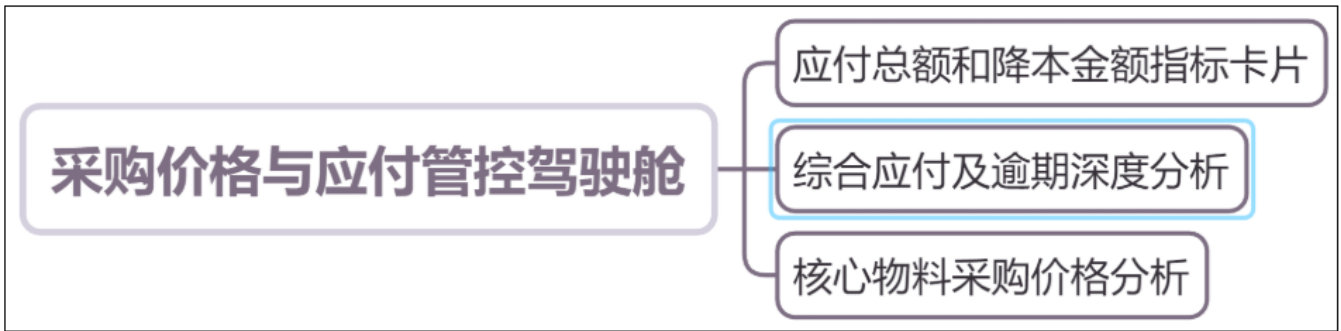 采购价格与应付管控驾驶舱
应付总额和降本金额指标卡片
综合应付及逾期深度分析
核心物料采购价格分析